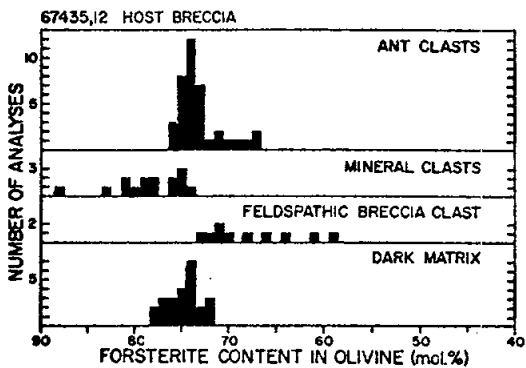 67435,12 HOST BRECCIA
ANT CLASTS
10
5
MINERAL CLASTS
3
FELDSPATHIC BRECCIA CLAST
2
DARK MATRIX
5
NUMBER OF ANALYSES
90 80 70 60 50 40
FORSTERITE CONTENT IN OLIVINE (mol.%)